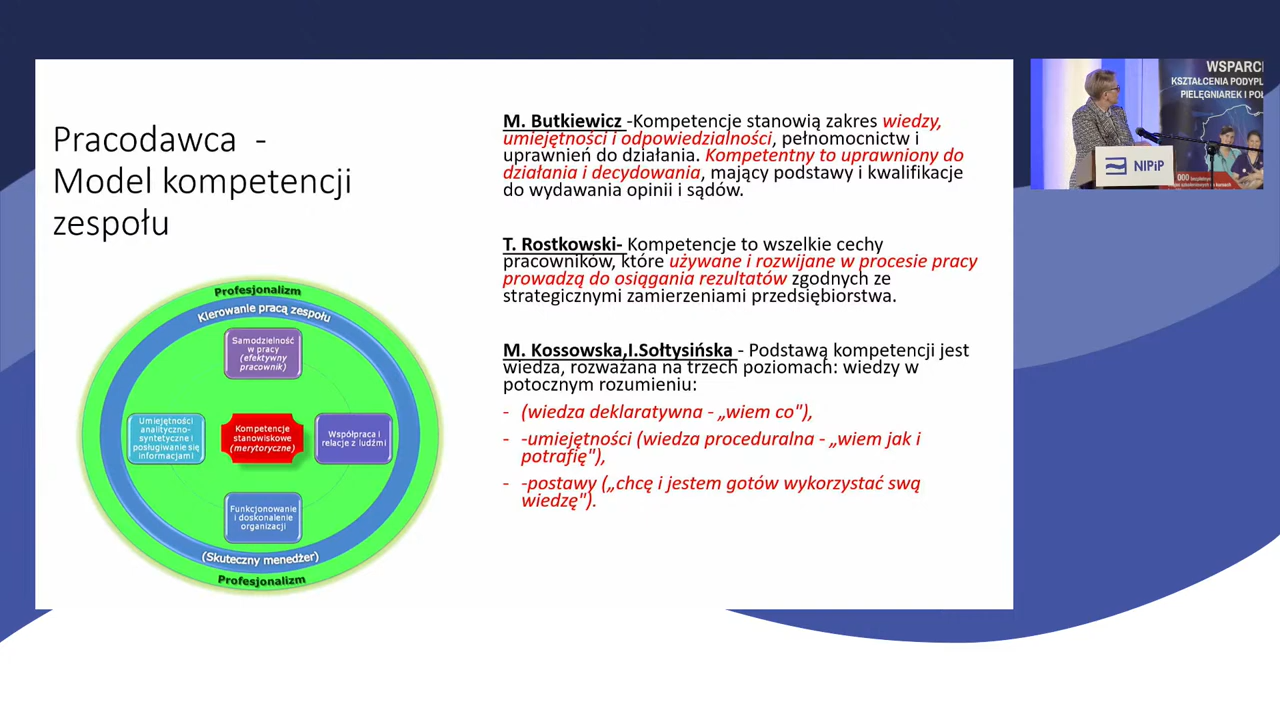 Pracodawca -
Model kompetencji
zespołu
Profesjonalizm
Kierowanie pracą zespołu
Samodzielność
w pracy
(efektywny
pracownik)
Umiejętności
analityczno-
syntetyczne i
posługiwanie się
informacjami
Kompetencje
stanowiskowe
(merytoryczne)
Współpraca i
relacje z ludźmi
Funkcjonowanie
i doskonalenie
organizacji
(Skuteczny menedżer)
Profesjonalizm
M. Butkiewicz -Kompetencje stanowią zakres wiedzy,
umiejętności i odpowiedzialności, pełnomocnictw i
uprawnień do działania. Kompetentny to uprawniony do
działania i decydowania, mający podstawy i kwalifikacje
do wydawania opinii i sądów.
T. Rostkowski- Kompetencje to wszelkie cechy
pracowników, które używane i rozwijane w procesie pracy
prowadzą do osiągania rezultatów zgodnych ze
strategicznymi zamierzeniami przedsiębiorstwa.
M. Kossowska,I.Sołtysińska - Podstawą kompetencji jest
wiedza, rozważana na trzech poziomach: wiedzy w
potocznym rozumieniu:
- (wiedza deklaratywna - „wiem co"),
- -umiejętności (wiedza proceduralna - „wiem jak i
potrafię"),
- -postawy („chcę i jestem gotów wykorzystać swą
wiedzę").
WSPARCI
KSZTAŁCENIA PODYPL
PIELĘGNIAREK I POŁ
NIPiP
000